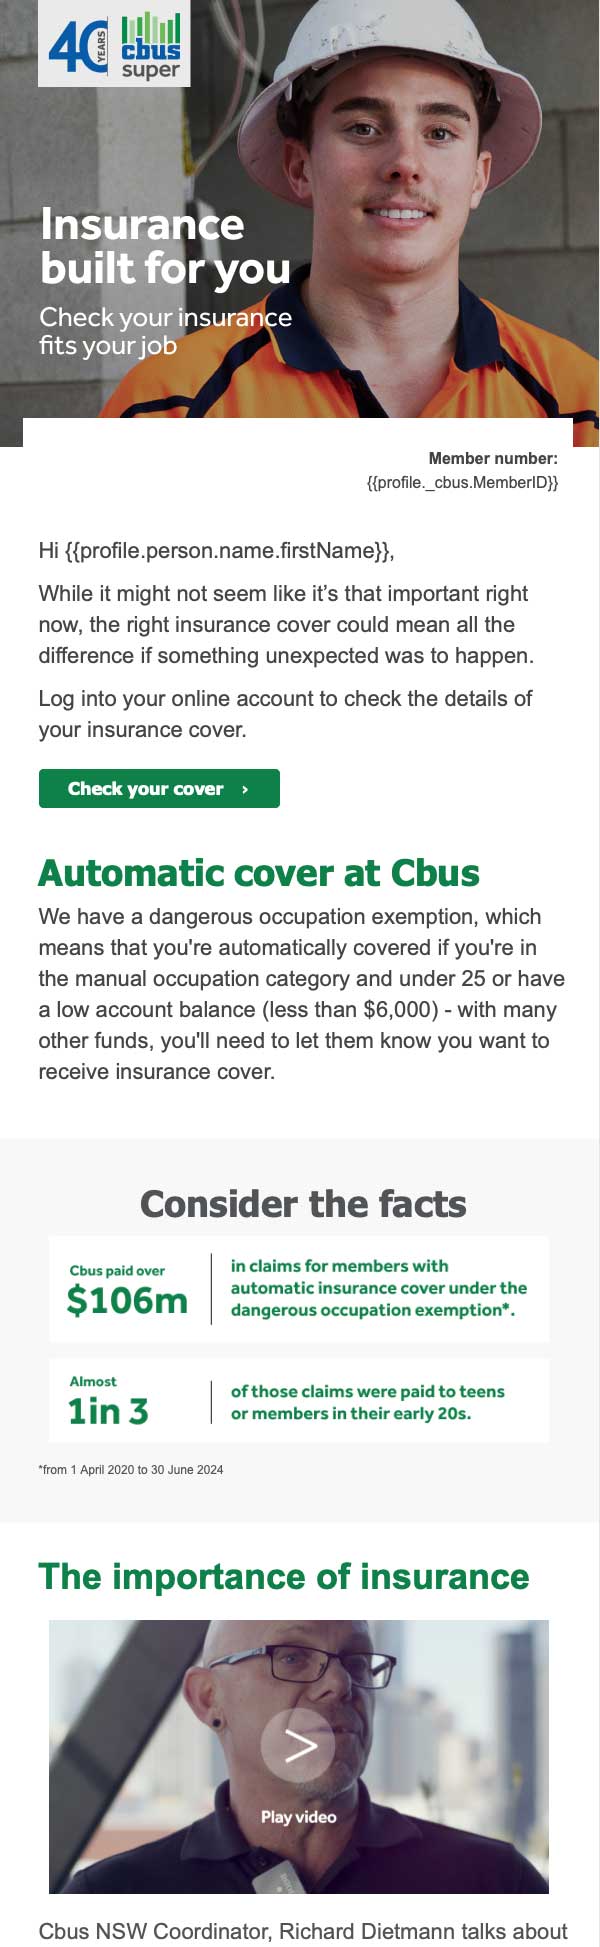 40 YEARS
cbus
super
Insurance
built for you
Check your insurance
fits your job
Member number:
{{profile._cbus.MemberID}}
Hi {{profile.person.name.firstName}},
While it might not seem like it’s that important right
now, the right insurance cover could mean all the
difference if something unexpected was to happen.
Log into your online account to check the details of
your insurance cover.
Check your cover ›
Automatic cover at Cbus
We have a dangerous occupation exemption, which
means that you're automatically covered if you're in
the manual occupation category and under 25 or have
a low account balance (less than $6,000) - with many
other funds, you'll need to let them know you want to
receive insurance cover.
Consider the facts
Cbus paid over
$106m
in claims for members with
automatic insurance cover under the
dangerous occupation exemption*.
Almost
1 in 3
of those claims were paid to teens
or members in their early 20s.
*from 1 April 2020 to 30 June 2024
The importance of insurance
Play video
Cbus NSW Coordinator, Richard Dietmann talks about